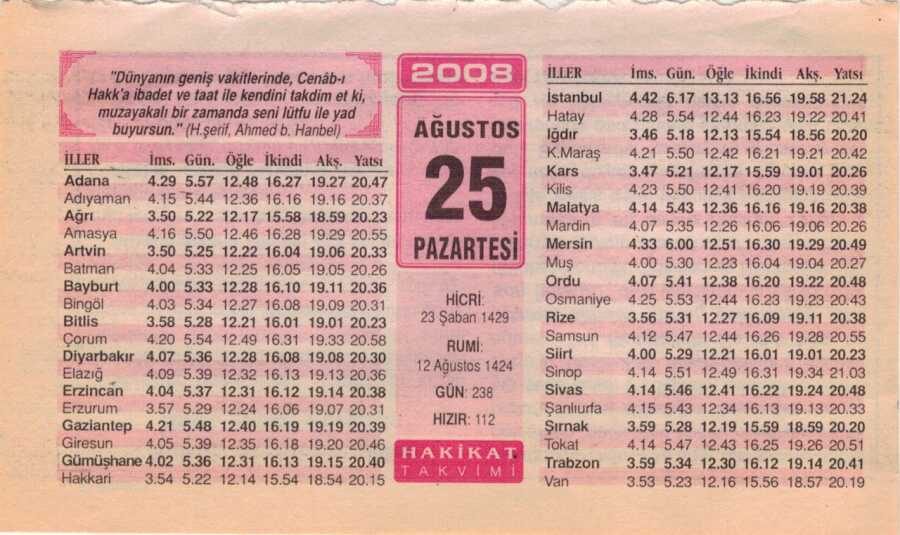 "Dünyanın geniş vakitlerinde, Cenâb-ı
Hakk'a ibadet ve taat ile kendini takdim et ki,
muzayakalı bir zamanda seni lütfu ile yad
buyursun." (H.şerif, Ahmed b. Hanbel)
İLLER İms. Gün. Öğle İkindi Akş. Yatsı
Adana 4.29 5.57 12.48 16.27 19.27 20.47
Adıyaman 4.15 5.44 12.36 16.16 19.16 20.37
Ağrı 3.50 5.22 12.17 15.58 18.59 20.23
Amasya 4.16 5.50 12.46 16.28 19.29 20.55
Artvin 3.50 5.25 12.22 16.04 19.06 20.33
Batman 4.04 5.33 12.25 16.05 19.05 20.26
Bayburt 4.00 5.33 12.28 16.10 19.11 20.36
Bingöl 4.03 5.34 12.27 16.08 19.09 20.31
Bitlis 3.58 5.28 12.21 16.01 19.01 20.23
Çorum 4.20 5.54 12.49 16.31 19.33 20.58
Diyarbakır 4.07 5.36 12.28 16.08 19.08 20.30
Elazığ 4.09 5.39 12.32 16.13 19.13 20.36
Erzincan 4.04 5.37 12.31 16.12 19.14 20.38
Erzurum 3.57 5.29 12.24 16.06 19.07 20.31
Gaziantep 4.21 5.48 12.40 16.19 19.19 20.39
Giresun 4.05 5.39 12.35 16.18 19.20 20.46
Gümüşhane 4.02 5.36 12.31 16.13 19.15 20.40
Hakkari 3.54 5.22 12.14 15.54 18.54 20.15
2008
AĞUSTOS
25
PAZARTESİ
HİCRİ:
23 Şaban 1429
RUMİ:
12 Ağustos 1424
GÜN: 238
HIZIR: 112
HAKİKAT
TAKVİMİ
İLLER İms. Gün. Öğle İkindi Akş. Yatsı
İstanbul 4.42 6.17 13.13 16.56 19.58 21.24
Hatay 4.28 5.54 12.44 16.23 19.22 20.41
Iğdır 3.46 5.18 12.13 15.54 18.56 20.20
K.Maraş 4.21 5.50 12.42 16.21 19.21 20.42
Kars 3.47 5.21 12.17 15.59 19.01 20.26
Kilis 4.23 5.50 12.41 16.20 19.19 20.39
Malatya 4.14 5.43 12.36 16.16 19.16 20.38
Mardin 4.07 5.35 12.26 16.06 19.06 20.26
Mersin 4.33 6.00 12.51 16.30 19.29 20.49
Muş 4.00 5.30 12.23 16.04 19.04 20.27
Ordu 4.07 5.41 12.38 16.20 19.22 20.48
Osmaniye 4.25 5.53 12.44 16.23 19.23 20.43
Rize 3.56 5.31 12.27 16.09 19.11 20.38
Samsun 4.12 5.47 12.44 16.26 19.28 20.55
Siirt 4.00 5.29 12.21 16.01 19.01 20.23
Sinop 4.14 5.51 12.49 16.31 19.34 21.03
Sivas 4.14 5.46 12.41 16.22 19.24 20.48
Şanlıurfa 4.15 5.43 12.34 16.13 19.13 20.33
Şırnak 3.59 5.28 12.19 15.59 18.59 20.20
Tokat 4.14 5.47 12.43 16.25 19.26 20.51
Trabzon 3.59 5.34 12.30 16.12 19.14 20.41
Van 3.53 5.23 12.16 15.56 18.57 20.19